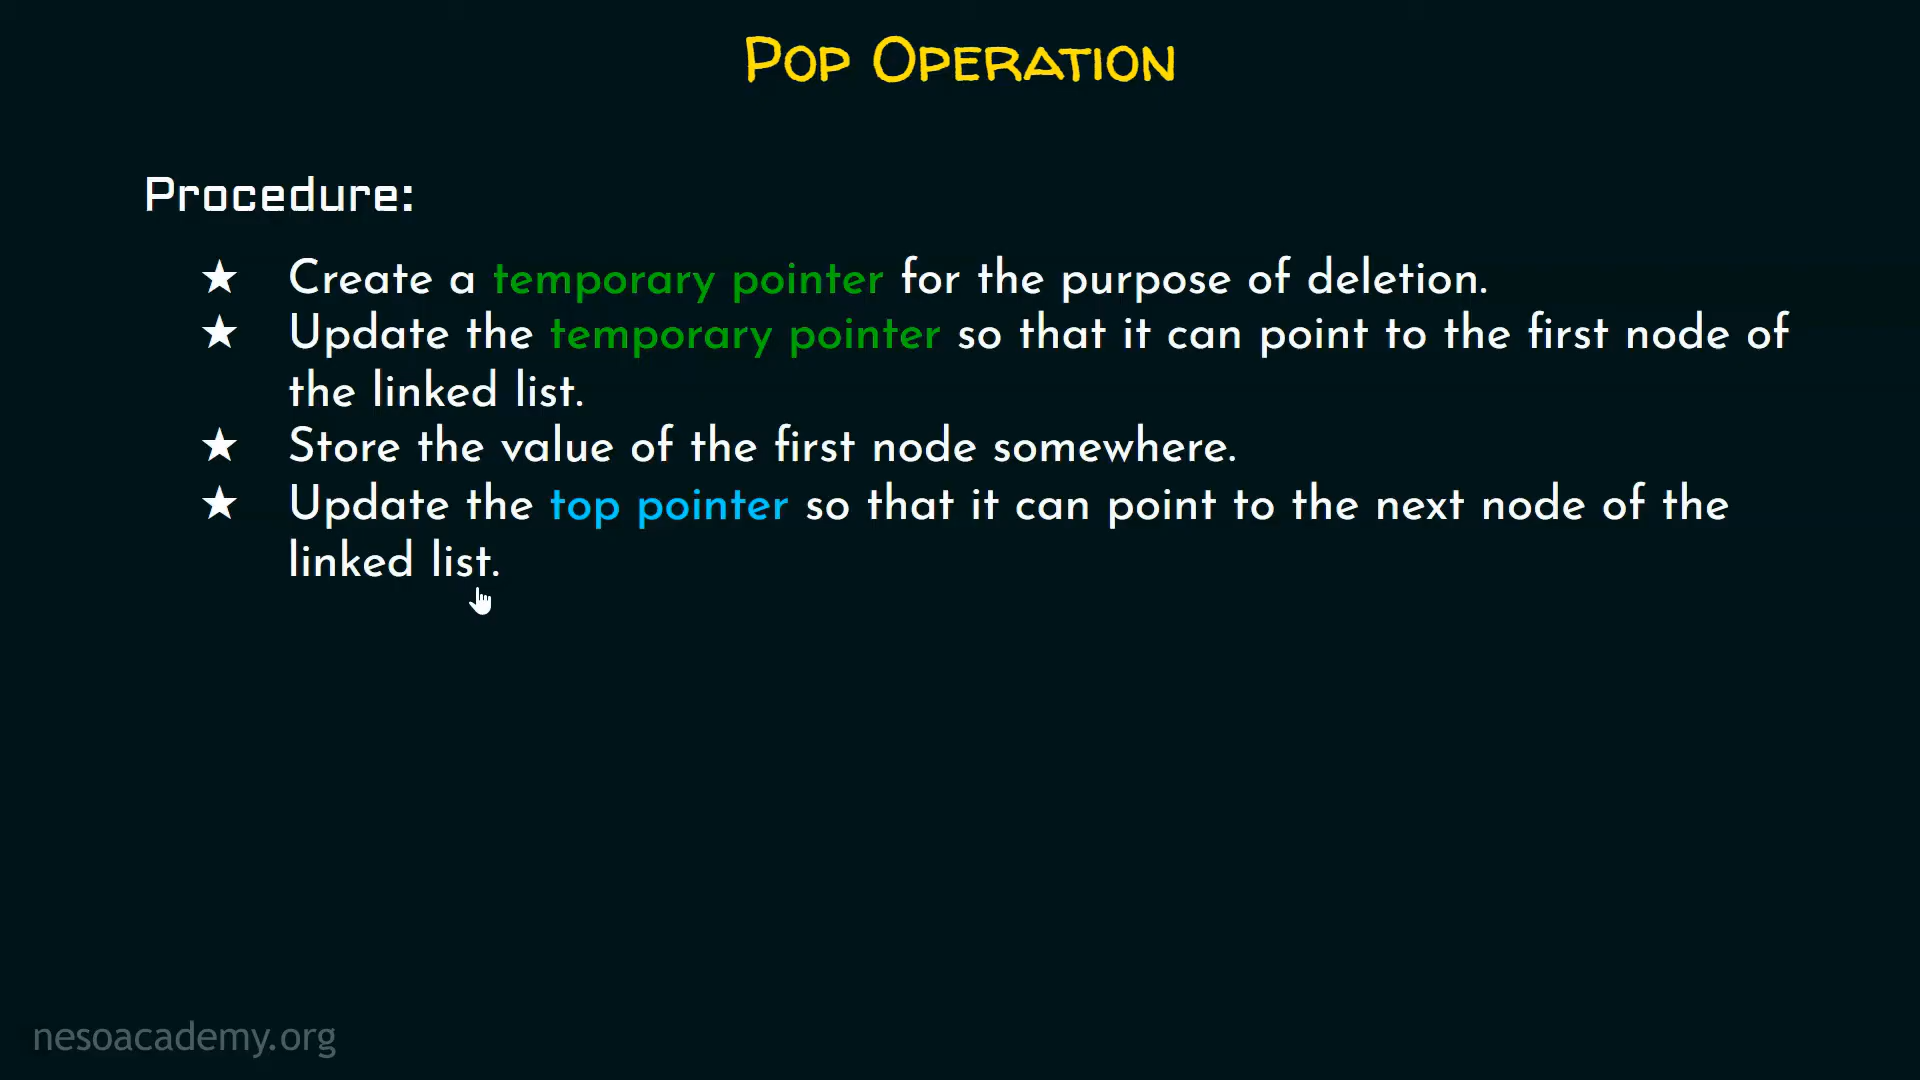 Pop Operation
Procedure:
★ Create a temporary pointer for the purpose of deletion.
★ Update the temporary pointer so that it can point to the first node of
the linked list.
★ Store the value of the first node somewhere.
★ Update the top pointer so that it can point to the next node of the
linked list.
nesoacademy.org